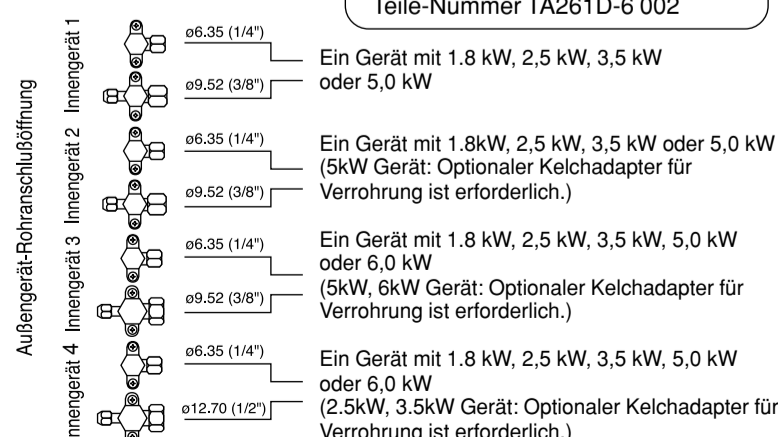 Teile-Nummer TA261D-6 002
Außengerät-Rohranschlußöffnung
Innengerät 1
ø6.35 (1/4")
ø9.52 (3/8")
Ein Gerät mit 1.8 kW, 2,5 kW, 3,5 kW
oder 5,0 kW
Innengerät 2
ø6.35 (1/4")
ø9.52 (3/8")
Ein Gerät mit 1.8kW, 2,5 kW, 3,5 kW oder 5,0 kW
(5kW Gerät: Optionaler Kelchadapter für
Verrohrung ist erforderlich.)
Innengerät 3
ø6.35 (1/4")
ø9.52 (3/8")
Ein Gerät mit 1.8 kW, 2,5 kW, 3,5 kW, 5,0 kW
oder 6,0 kW
(5kW, 6kW Gerät: Optionaler Kelchadapter für
Verrohrung ist erforderlich.)
Innengerät 4
ø6.35 (1/4")
ø12.70 (1/2")
Ein Gerät mit 1.8 kW, 2,5 kW, 3,5 kW, 5,0 kW
oder 6,0 kW
(2.5kW, 3.5kW Gerät: Optionaler Kelchadapter für
Verrohrung ist erforderlich.)